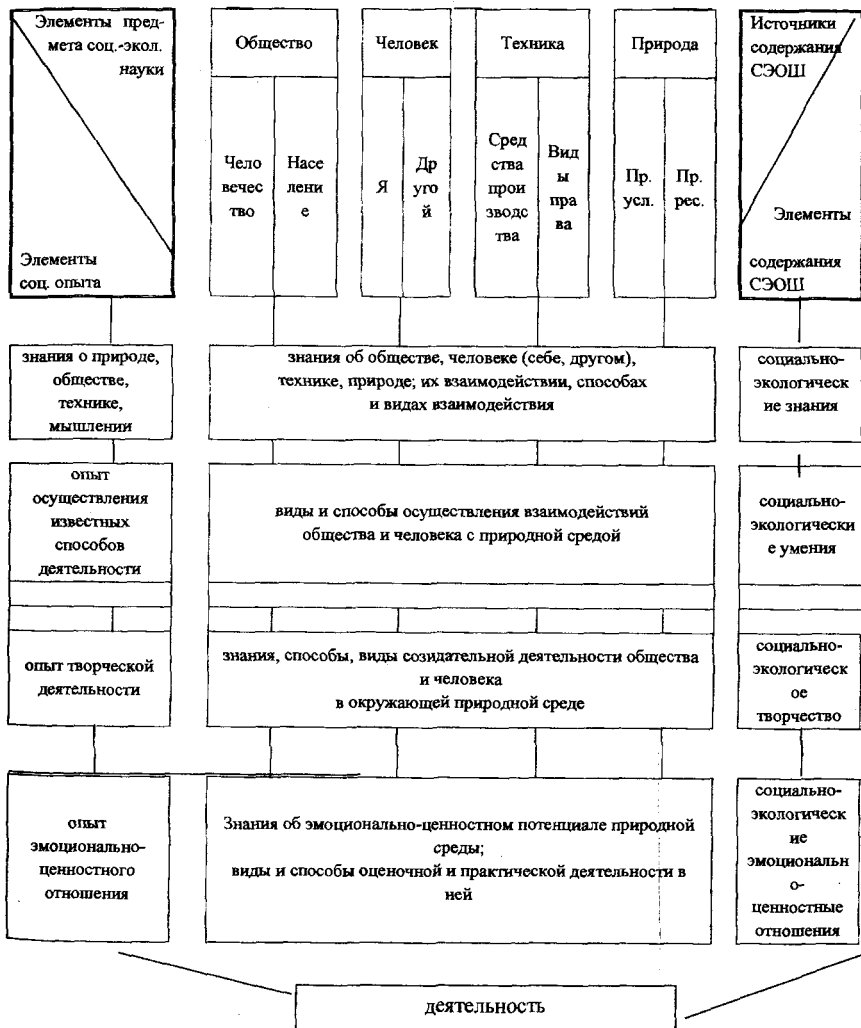 Элементы пред-
мета соц.-экол.
науки
Элементы
соц. опыта
Общество
Чело
вечес
тво
Насе
лени
е
Человек
Я
Др
уго
й
Техника
Сред
ства
прои
зводс
тва
Вид
ы
пра
ва
Природа
Пр.
усл.
Пр.
рес.
Источники
содержания
СЭОШ
Элементы
содержания
СЭОШ
знания о природе,
обществе,
технике,
мышлении
знания об обществе, человеке (себе, другом),
технике, природе; их взаимодействии, способах
и видах взаимодействия
социально-
экологическ
ие знания
опыт
осуществления
известных
способов
деятельности
виды и способы осуществления взаимодействий
общества и человека с природной средой
социально-
экологически
е умения
опыт творческой
деятельности
знания, способы, виды созидательной деятельности общества
и человека
в окружающей природной среде
социально-
экологическ
ое
творчество
опыт
эмоционально-
ценностного
отношения
Знания об эмоционально-ценностном потенциале природной
среды;
виды и способы оценочной и практической деятельности в
ней
социально-
экологическ
ие
эмоциональн
о-
ценностные
отношения
деятельность